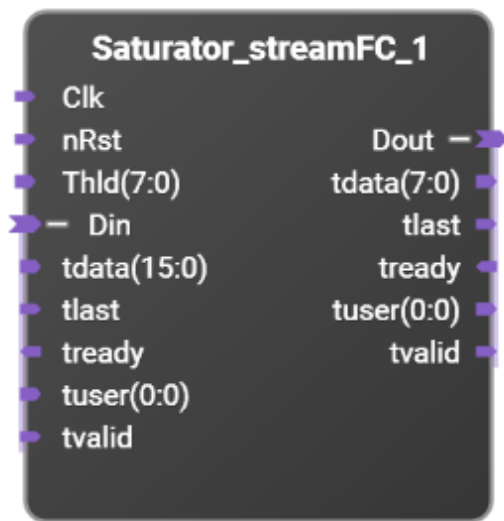 Saturator_streamFC_1
Clk
nRst
Thld(7:0)
Din
tdata(15:0)
tlast
tready
tuser(0:0)
tvalid
Dout
tdata(7:0)
tlast
tready
tuser(0:0)
tvalid